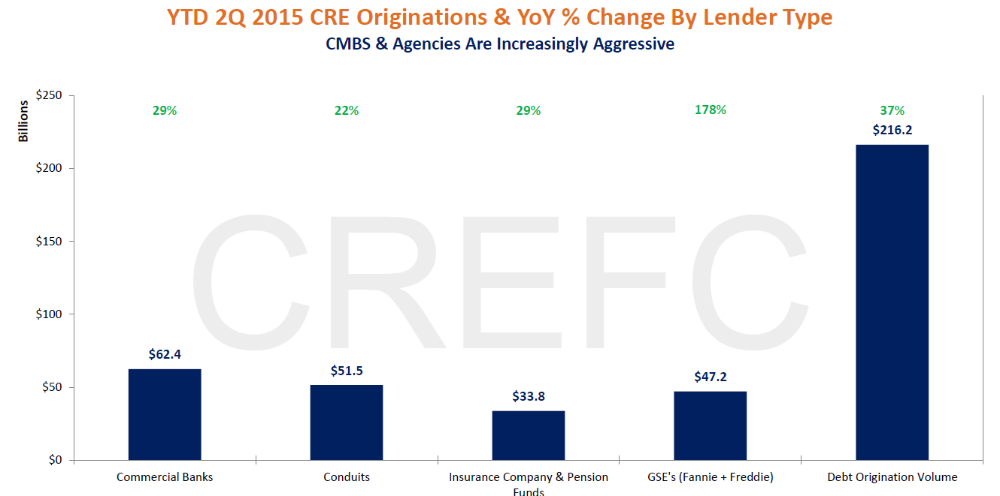 YTD 2Q 2015 CRE Originations & YoY % Change By Lender Type
CMBS & Agencies Are Increasingly Aggressive
Billions
$250
$200
$150
$100
$50
$0
29%
22%
29%
178%
37%
$62.4
$51.5
$33.8
$47.2
$216.2
CREFC
Commercial Banks
Conduits
Insurance Company & Pension
Funds
GSE's (Fannie + Freddie)
Debt Origination Volume